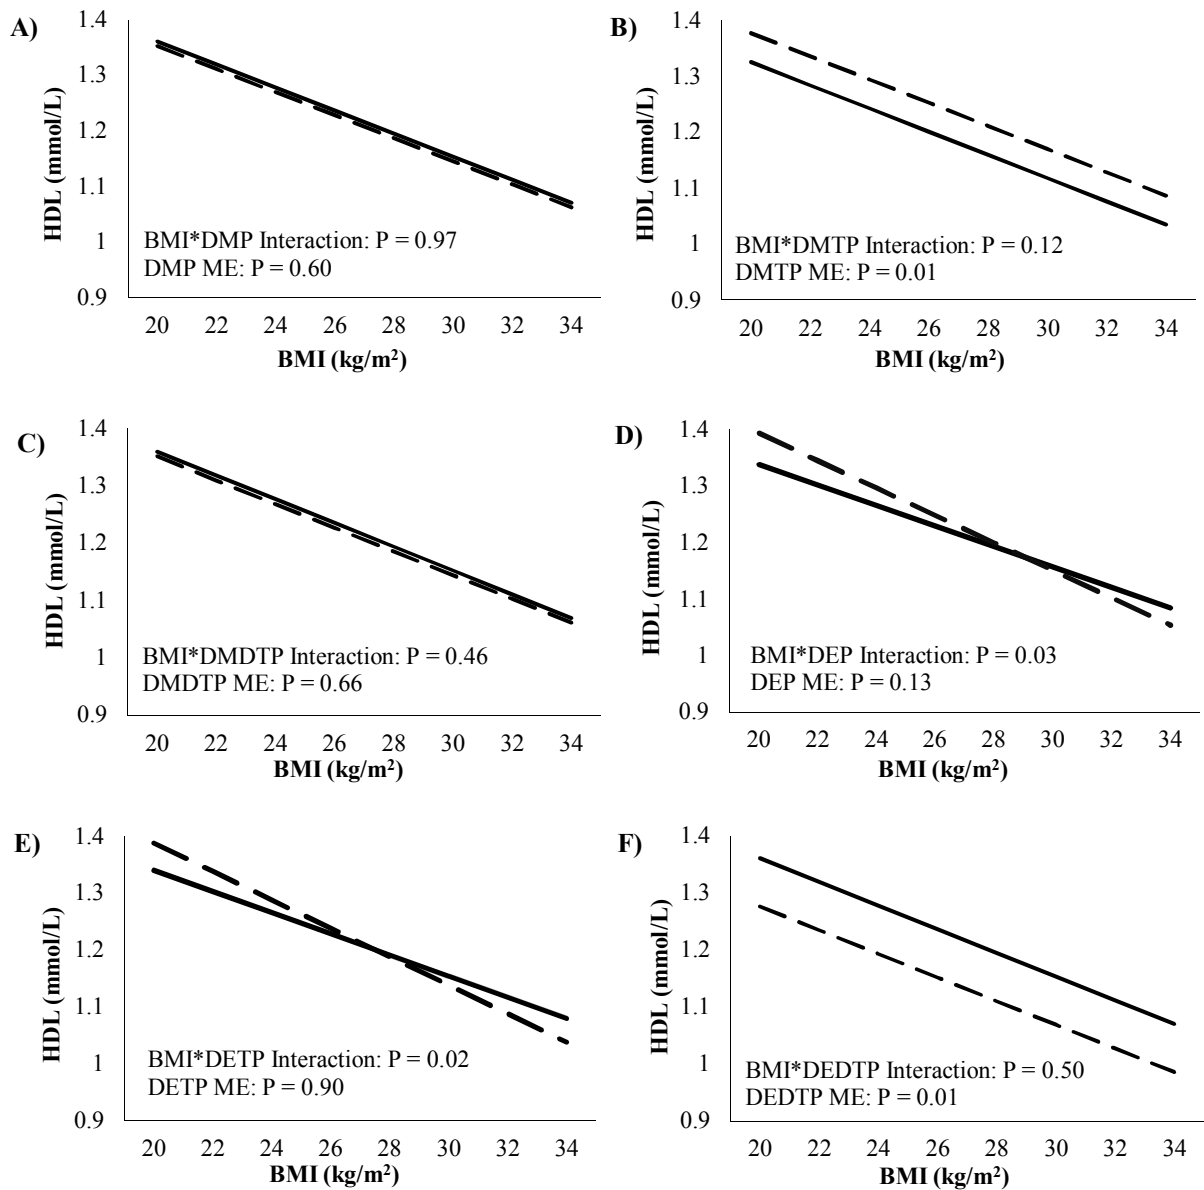 A)
1.4
1.3
1.2
1.1
1
0.9
HDL (mmol/L)
BMI*DMP Interaction: P = 0.97
DMP ME: P = 0.60
20 22 24 26 28 30 32 34
BMI (kg/m²)
B)
1.4
1.3
1.2
1.1
1
0.9
HDL (mmol/L)
BMI*DMTP Interaction: P = 0.12
DMTP ME: P = 0.01
20 22 24 26 28 30 32 34
BMI (kg/m²)
C)
1.4
1.3
1.2
1.1
1
0.9
HDL (mmol/L)
BMI*DMDTP Interaction: P = 0.46
DMDTP ME: P = 0.66
20 22 24 26 28 30 32 34
BMI (kg/m²)
D)
1.4
1.3
1.2
1.1
1
0.9
HDL (mmol/L)
BMI*DEP Interaction: P = 0.03
DEP ME: P = 0.13
20 22 24 26 28 30 32 34
BMI (kg/m²)
E)
1.4
1.3
1.2
1.1
1
0.9
HDL (mmol/L)
BMI*DETP Interaction: P = 0.02
DETP ME: P = 0.90
20 22 24 26 28 30 32 34
BMI (kg/m²)
F)
1.4
1.3
1.2
1.1
1
0.9
HDL (mmol/L)
BMI*DEDTP Interaction: P = 0.50
DEDTP ME: P = 0.01
20 22 24 26 28 30 32 34
BMI (kg/m²)